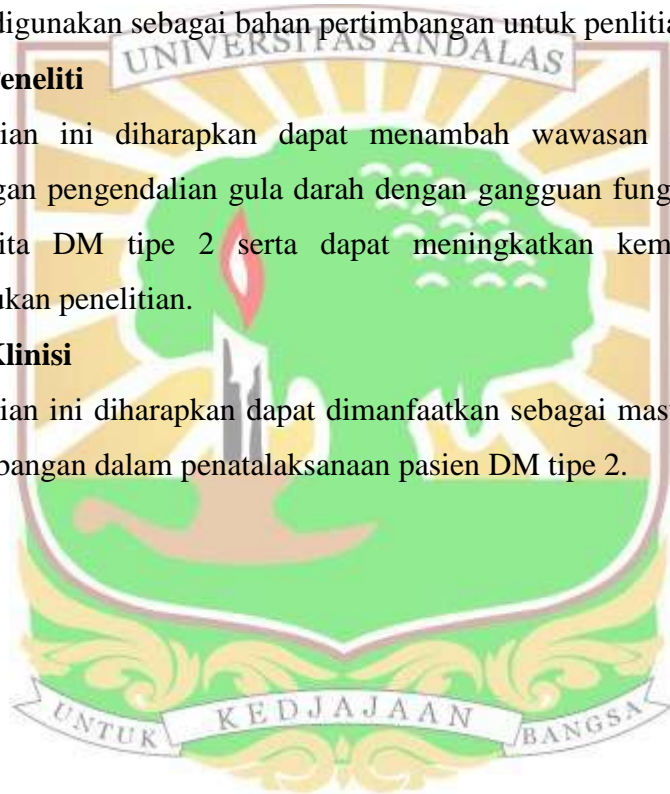 digunakan sebagai bahan pertimbangan untuk penlitia
UNIVERSITAS ANDALAS
eneliti
ian ini diharapkan dapat menambah wawasan
gan pengendalian gula darah dengan gangguan fung
ita DM tipe 2 serta dapat meningkatkan kem
ukan penelitian.
Klinisi
ian ini diharapkan dapat dimanfaatkan sebagai mas
bangan dalam penatalaksanaan pasien DM tipe 2.
UNTUK KEDJAJAAN BANGSA